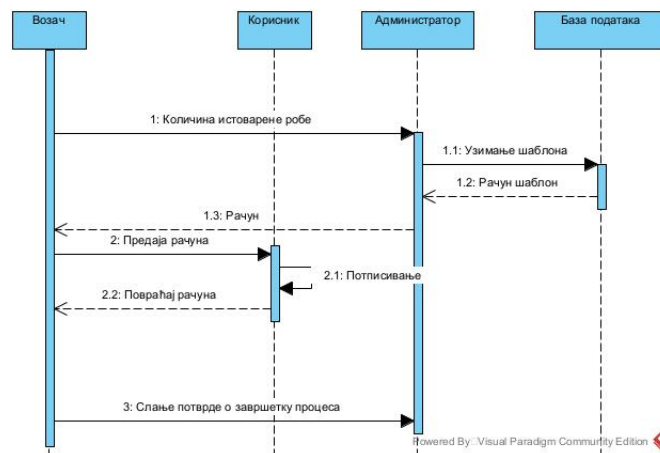 Возач
Корисник
Администратор
База података
1: Количина истоварене робе
1.1: Узимање шаблона
1.2: Рачун шаблон
1.3: Рачун
2: Предаја рачуна
2.1: Потписивање
2.2: Повраћај рачуна
3: Слање потврде о завршетку процеса
Powered By Visual Paradigm Community Edition